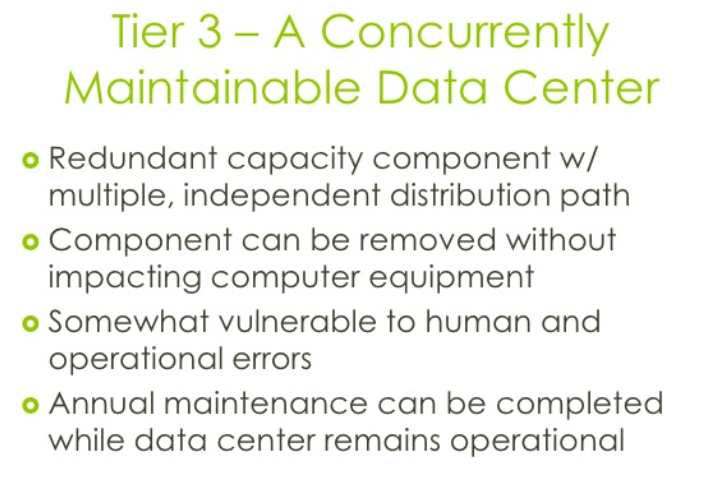 Tier 3 – A Concurrently
Maintainable Data Center
Redundant capacity component w/
multiple, independent distribution path
Component can be removed without
impacting computer equipment
Somewhat vulnerable to human and
operational errors
Annual maintenance can be completed
while data center remains operational